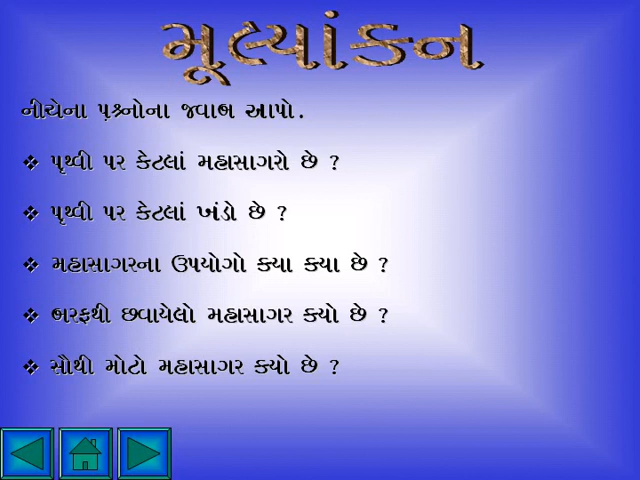 મૂલ્યાંકન
નીચેના પ્રશ્નોના જવાબ આપો.
❖ પૃથ્વી પર કેટલાં મહાસાગરો છે ?
❖ પૃથ્વી પર કેટલાં ખંડો છે ?
❖ મહાસાગરના ઉપયોગો ક્યા ક્યા છે ?
❖ બરફથી છવાયેલો મહાસાગર ક્યો છે ?
❖ સૌથી મોટો મહાસાગર ક્યો છે ?